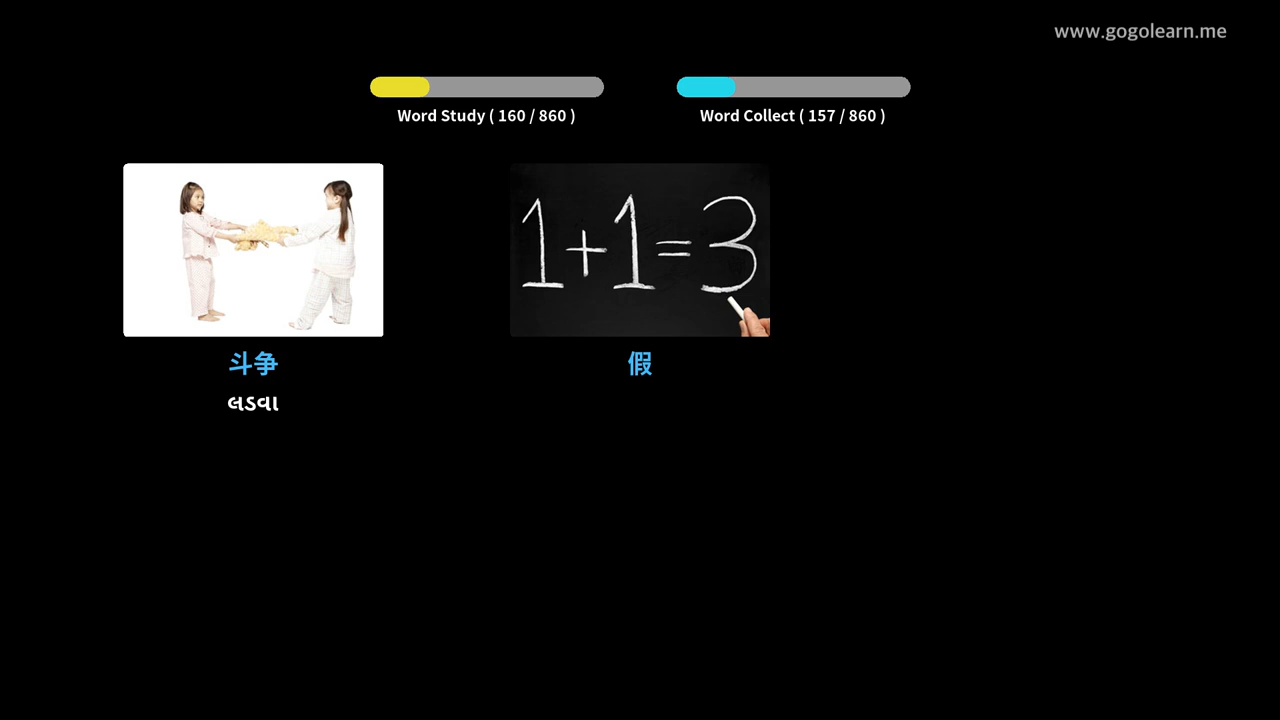 www.gogolearn.me
Word Study ( 160 / 860 )
Word Collect ( 157 / 860 )
1+1=3
斗争
假
લડવા